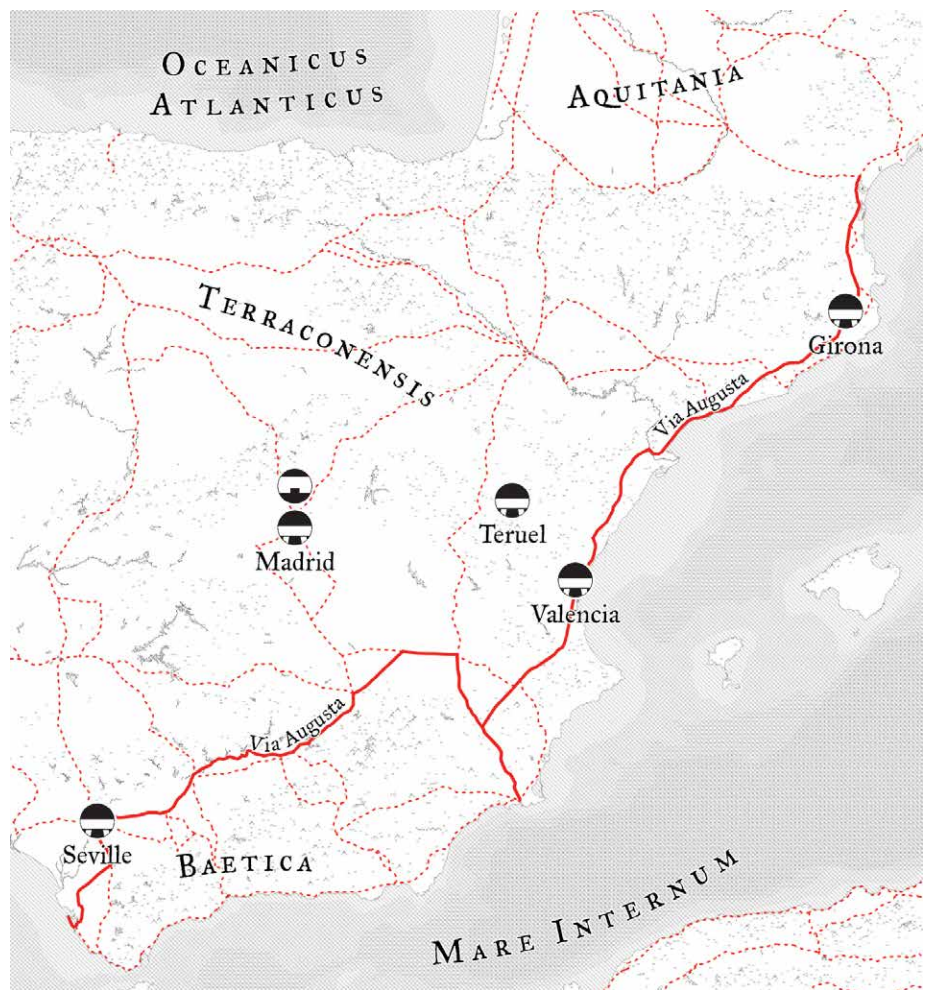 OCEANICUS
ATLANTICUS
AQUITANIA
TERRACONENSIS
Girona
Via Augusta
Teruel
Madrid
Valencia
Via Augusta
Seville
BAETICA
MARE INTERNUM